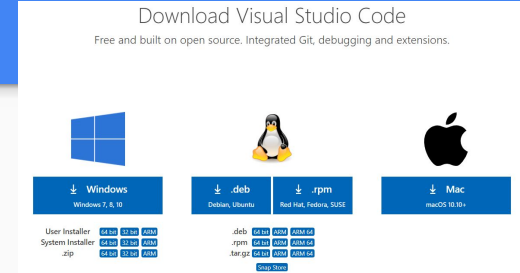 Download Visual Studio Code
Free and built on open source. Integrated Git, debugging and extensions.
Windows
Windows 7, 8, 10
User Installer 64 bit 32 bit ARM
System Installer 64 bit 32 bit ARM
.zip 64 bit 32 bit ARM
.deb
Debian, Ubuntu
.rpm
Red Hat, Fedora, SUSE
.deb 64 bit ARM ARM 64
.rpm 64 bit ARM ARM 64
.tar.gz 64 bit ARM ARM 64
Snap Store
Mac
macOS 10.10+